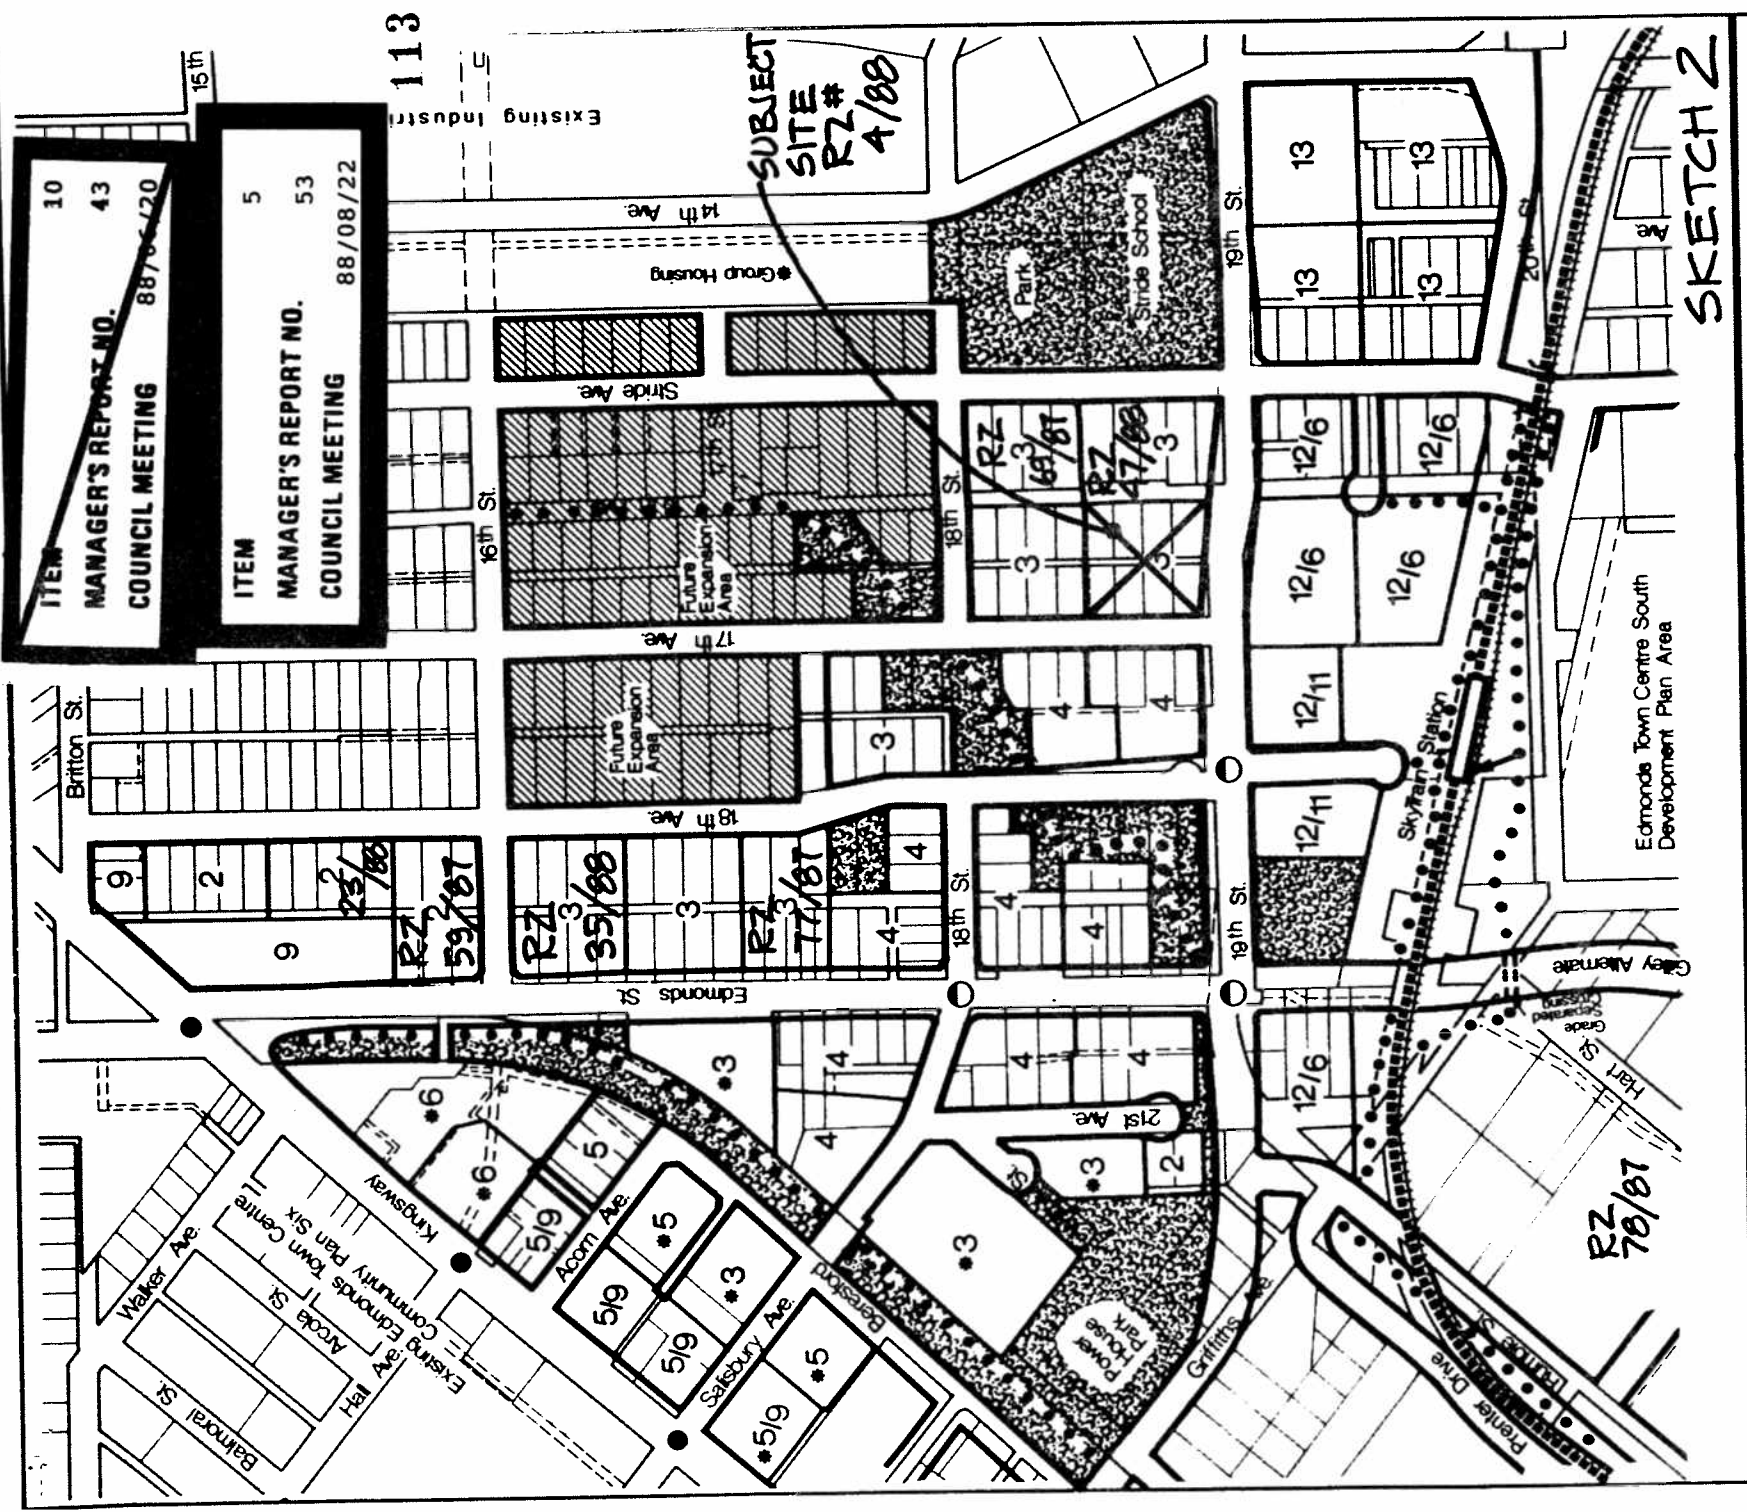 ITEM 10
MANAGER'S REPORT NO. 43
COUNCIL MEETING
ITEM 5
MANAGER'S REPORT NO. 53
COUNCIL MEETING 88/08/22
113
15th
Existing Industri
SUBJECT
SITE
RZ#
4/88
14th Ave.
*Group Housing
Park
Stride School
19th St.
13
13
13
13
20th St.
Ave
SKETCH 2
Stride Ave.
16th St.
17th St.
Future
Expansion
Area
18th St.
RZ
3
69/87
RZ
47/88
3
3
3
12/6
12/6
12/6
12/6
17th Ave.
Britton St.
Future
Expansion
Area
3
4
4
12/11
12/11
SkyTrain Station
Edmonds Town Centre South
Development Plan Area
18th Ave.
9
2
2
23/88
9
RZ 2
59/87
RZ 3
35/88
3
RZ 3
77/87
4
4
18th St.
4
4
19th St.
Edmonds St.
Gilley Alternate
Grade
Separated
Crossing
Hart St.
*6
*6
5
5/9
*3
4
4
4
4
21st Ave.
12/6
Kingsway
Acorn Ave.
*5
5/9
*3
5/9
Salisbury Ave.
*5
*5/9
Beresford St.
*3
*3
2
Power
House
Park
Griffiths Ave.
Prenter Drive
RZ
78/87
Walker Ave.
Arcola St.
Hall Ave.
Balmoral St.
Existing Edmonds Town Centre
Community Plan Six